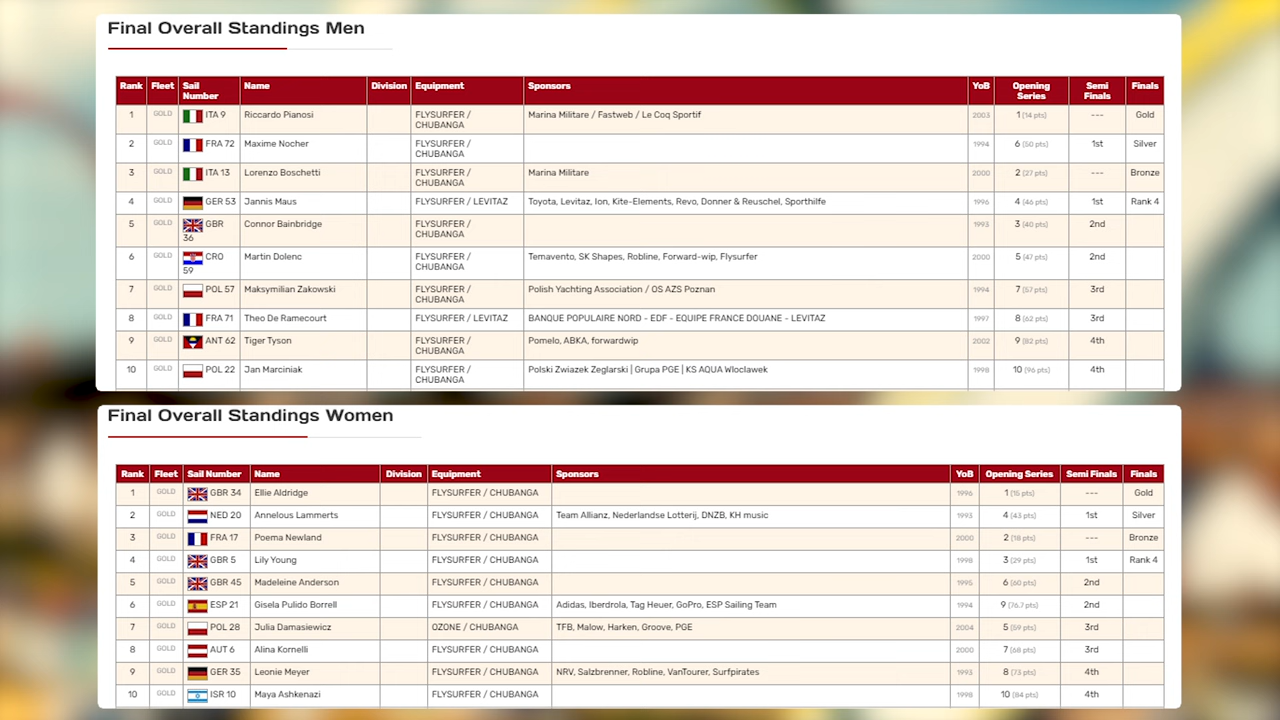 Final Overall Standings Men
Rank Fleet Sail Number Name Division Equipment Sponsors YoB Opening Series Semi Finals Finals
1 GOLD ITA 9 Riccardo Pianosi FLYSURFER / CHUBANGA Marina Militare / Fastweb / Le Coq Sportif 2003 1 (14 pts) --- Gold
2 GOLD FRA 72 Maxime Nocher FLYSURFER / CHUBANGA 1994 6 (50 pts) 1st Silver
3 GOLD ITA 13 Lorenzo Boschetti FLYSURFER / CHUBANGA Marina Militare 2000 2 (27 pts) --- Bronze
4 GOLD GER 53 Jannis Maus FLYSURFER / LEVITAZ Toyota, Levitaz, Ion, Kite-Elements, Revo, Donner & Reuschel, Sporthilfe 1996 4 (46 pts) 1st Rank 4
5 GOLD GBR 36 Connor Bainbridge FLYSURFER / CHUBANGA 1993 3 (40 pts) 2nd
6 GOLD CRO 59 Martin Dolenc FLYSURFER / CHUBANGA Temavento, SK Shapes, Robline, Forward-wip, Flysurfer 2000 5 (47 pts) 2nd
7 GOLD POL 57 Maksymilian Zakowski FLYSURFER / CHUBANGA Polish Yachting Association / OS AZS Poznan 1994 7 (57 pts) 3rd
8 GOLD FRA 71 Theo De Ramecourt FLYSURFER / LEVITAZ BANQUE POPULAIRE NORD - EDF - EQUIPE FRANCE DOUANE - LEVITAZ 1997 8 (62 pts) 3rd
9 GOLD ANT 62 Tiger Tyson FLYSURFER / CHUBANGA Pomelo, ABKA, forwardwip 2002 9 (82 pts) 4th
10 GOLD POL 22 Jan Marciniak FLYSURFER / CHUBANGA Polski Zwiazek Zeglarski | Grupa PGE | KS AQUA Wloclawek 1998 10 (96 pts) 4th
Final Overall Standings Women
Rank Fleet Sail Number Name Division Equipment Sponsors YoB Opening Series Semi Finals Finals
1 GOLD GBR 34 Ellie Aldridge FLYSURFER / CHUBANGA 1996 1 (15 pts) --- Gold
2 GOLD NED 20 Annelous Lammerts FLYSURFER / CHUBANGA Team Allianz, Nederlandse Lotterij, DNZB, KH music 1993 4 (43 pts) 1st Silver
3 GOLD FRA 17 Poema Newland FLYSURFER / CHUBANGA 2000 2 (18 pts) --- Bronze
4 GOLD GBR 5 Lily Young FLYSURFER / CHUBANGA 1998 3 (29 pts) 1st Rank 4
5 GOLD GBR 45 Madeleine Anderson FLYSURFER / CHUBANGA 1995 6 (60 pts) 2nd
6 GOLD ESP 21 Gisela Pulido Borrell FLYSURFER / CHUBANGA Adidas, Iberdrola, Tag Heuer, GoPro, ESP Sailing Team 1994 9 (76.7 pts) 2nd
7 GOLD POL 28 Julia Damasiewicz OZONE / CHUBANGA TFB, Malow, Harken, Groove, PGE 2004 5 (59 pts) 3rd
8 GOLD AUT 6 Alina Kornelli FLYSURFER / CHUBANGA 2000 7 (68 pts) 3rd
9 GOLD GER 35 Leonie Meyer FLYSURFER / CHUBANGA NRV, Salzbrenner, Robline, VanTourer, Surfpirates 1993 8 (73 pts) 4th
10 GOLD ISR 10 Maya Ashkenazi FLYSURFER / CHUBANGA 1998 10 (84 pts) 4th